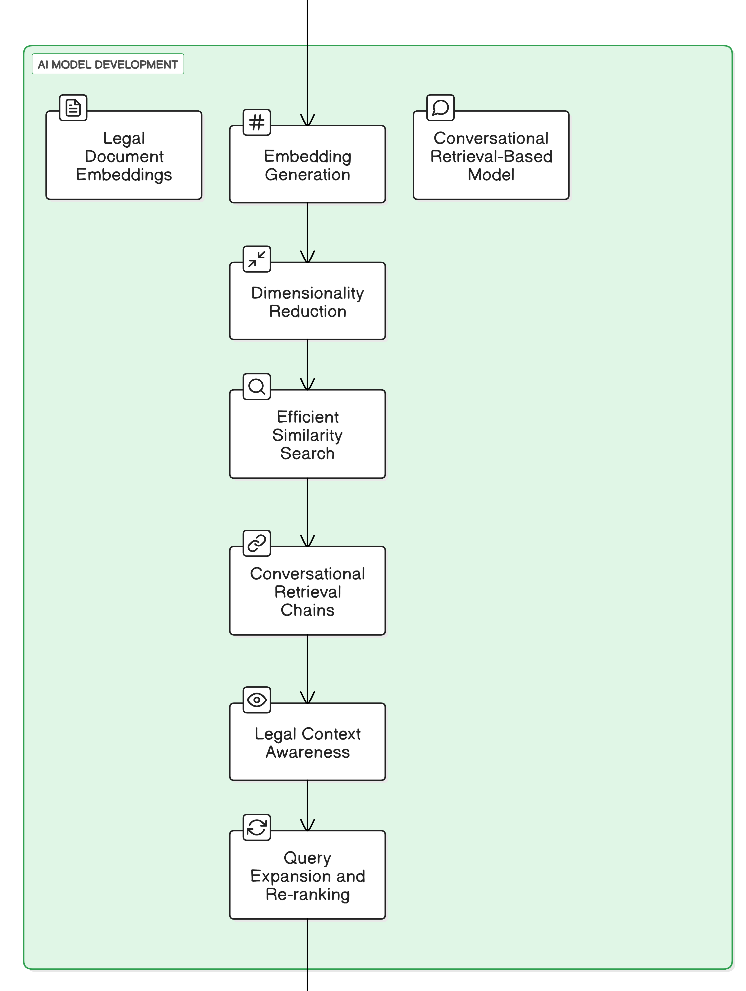 AI MODEL DEVELOPMENT
Legal
Document
Embeddings
Embedding
Generation
Conversational
Retrieval-Based
Model
Dimensionality
Reduction
Efficient
Similarity
Search
Conversational
Retrieval
Chains
Legal Context
Awareness
Query
Expansion and
Re-ranking